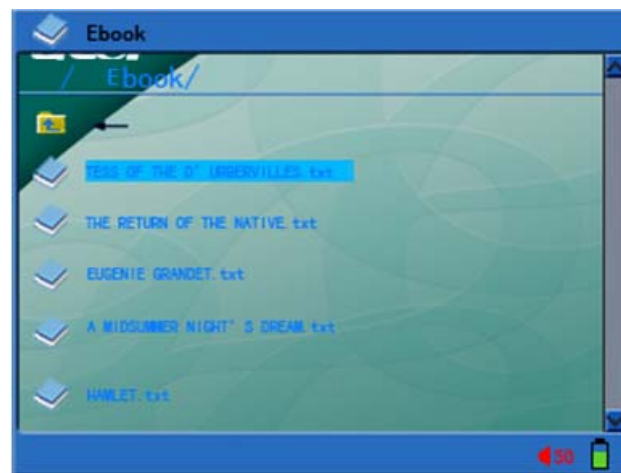 Ebook
/ Ebook/
TESS OF THE D' URBERVILLES.txt
THE RETURN OF THE NATIVE.txt
EUGENIE GRANDET.txt
A MIDSUMMER NIGHT' S DREAM.txt
HAMLET.txt
30